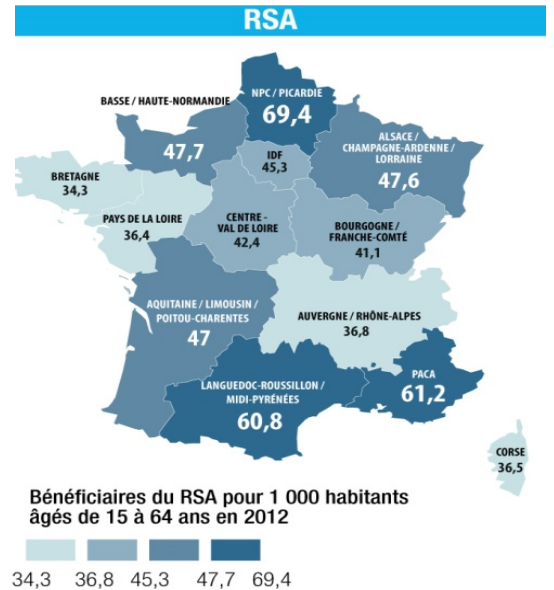 RSA
BASSE / HAUTE-NORMANDIE
47,7
NPC / PICARDIE
69,4
ALSACE /
CHAMPAGNE-ARDENNE /
LORRAINE
47,6
IDF
45,3
BRETAGNE
34,3
PAYS DE LA LOIRE
36,4
CENTRE -
VAL DE LOIRE
42,4
BOURGOGNE /
FRANCHE-COMTÉ
41,1
AQUITAINE / LIMOUSIN /
POITOU-CHARENTES
47
AUVERGNE / RHÔNE-ALPES
36,8
LANGUEDOC-ROUSSILLON /
MIDI-PYRÉNÉES
60,8
PACA
61,2
CORSE
36,5
Bénéficiaires du RSA pour 1 000 habitants
âgés de 15 à 64 ans en 2012
34,3 36,8 45,3 47,7 69,4